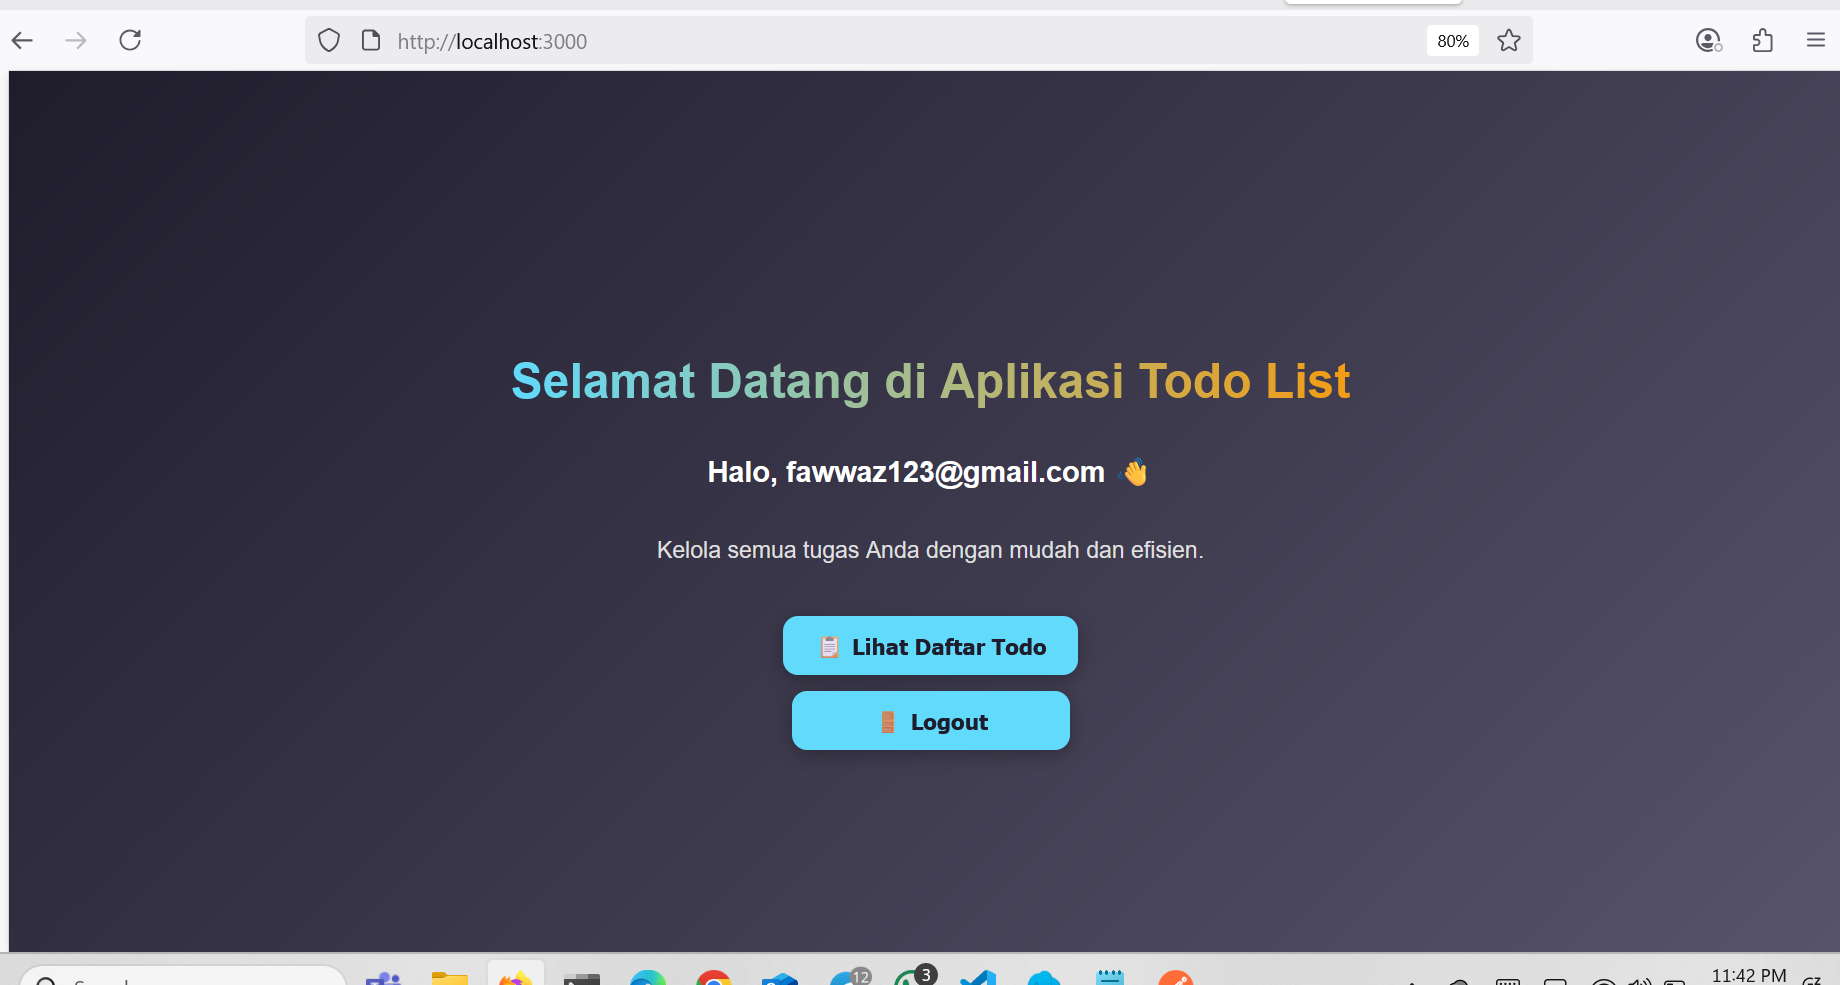 http://localhost:3000
80%
Selamat Datang di Aplikasi Todo List
Halo, fawwaz123@gmail.com 👋
Kelola semua tugas Anda dengan mudah dan efisien.
📋 Lihat Daftar Todo
🚪 Logout
12
3
11:42 PM